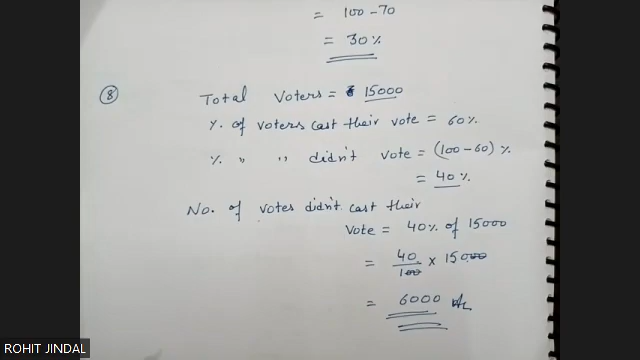 = 100 - 70
= 30%
8
Total Voters = 15000
% of voters cast their vote = 60%
% " " didn't vote = (100-60) %
= 40%
No. of votes didn't cast their
vote = 40% of 15000
= 40/100 x 15000
= 6000
ROHIT JINDAL